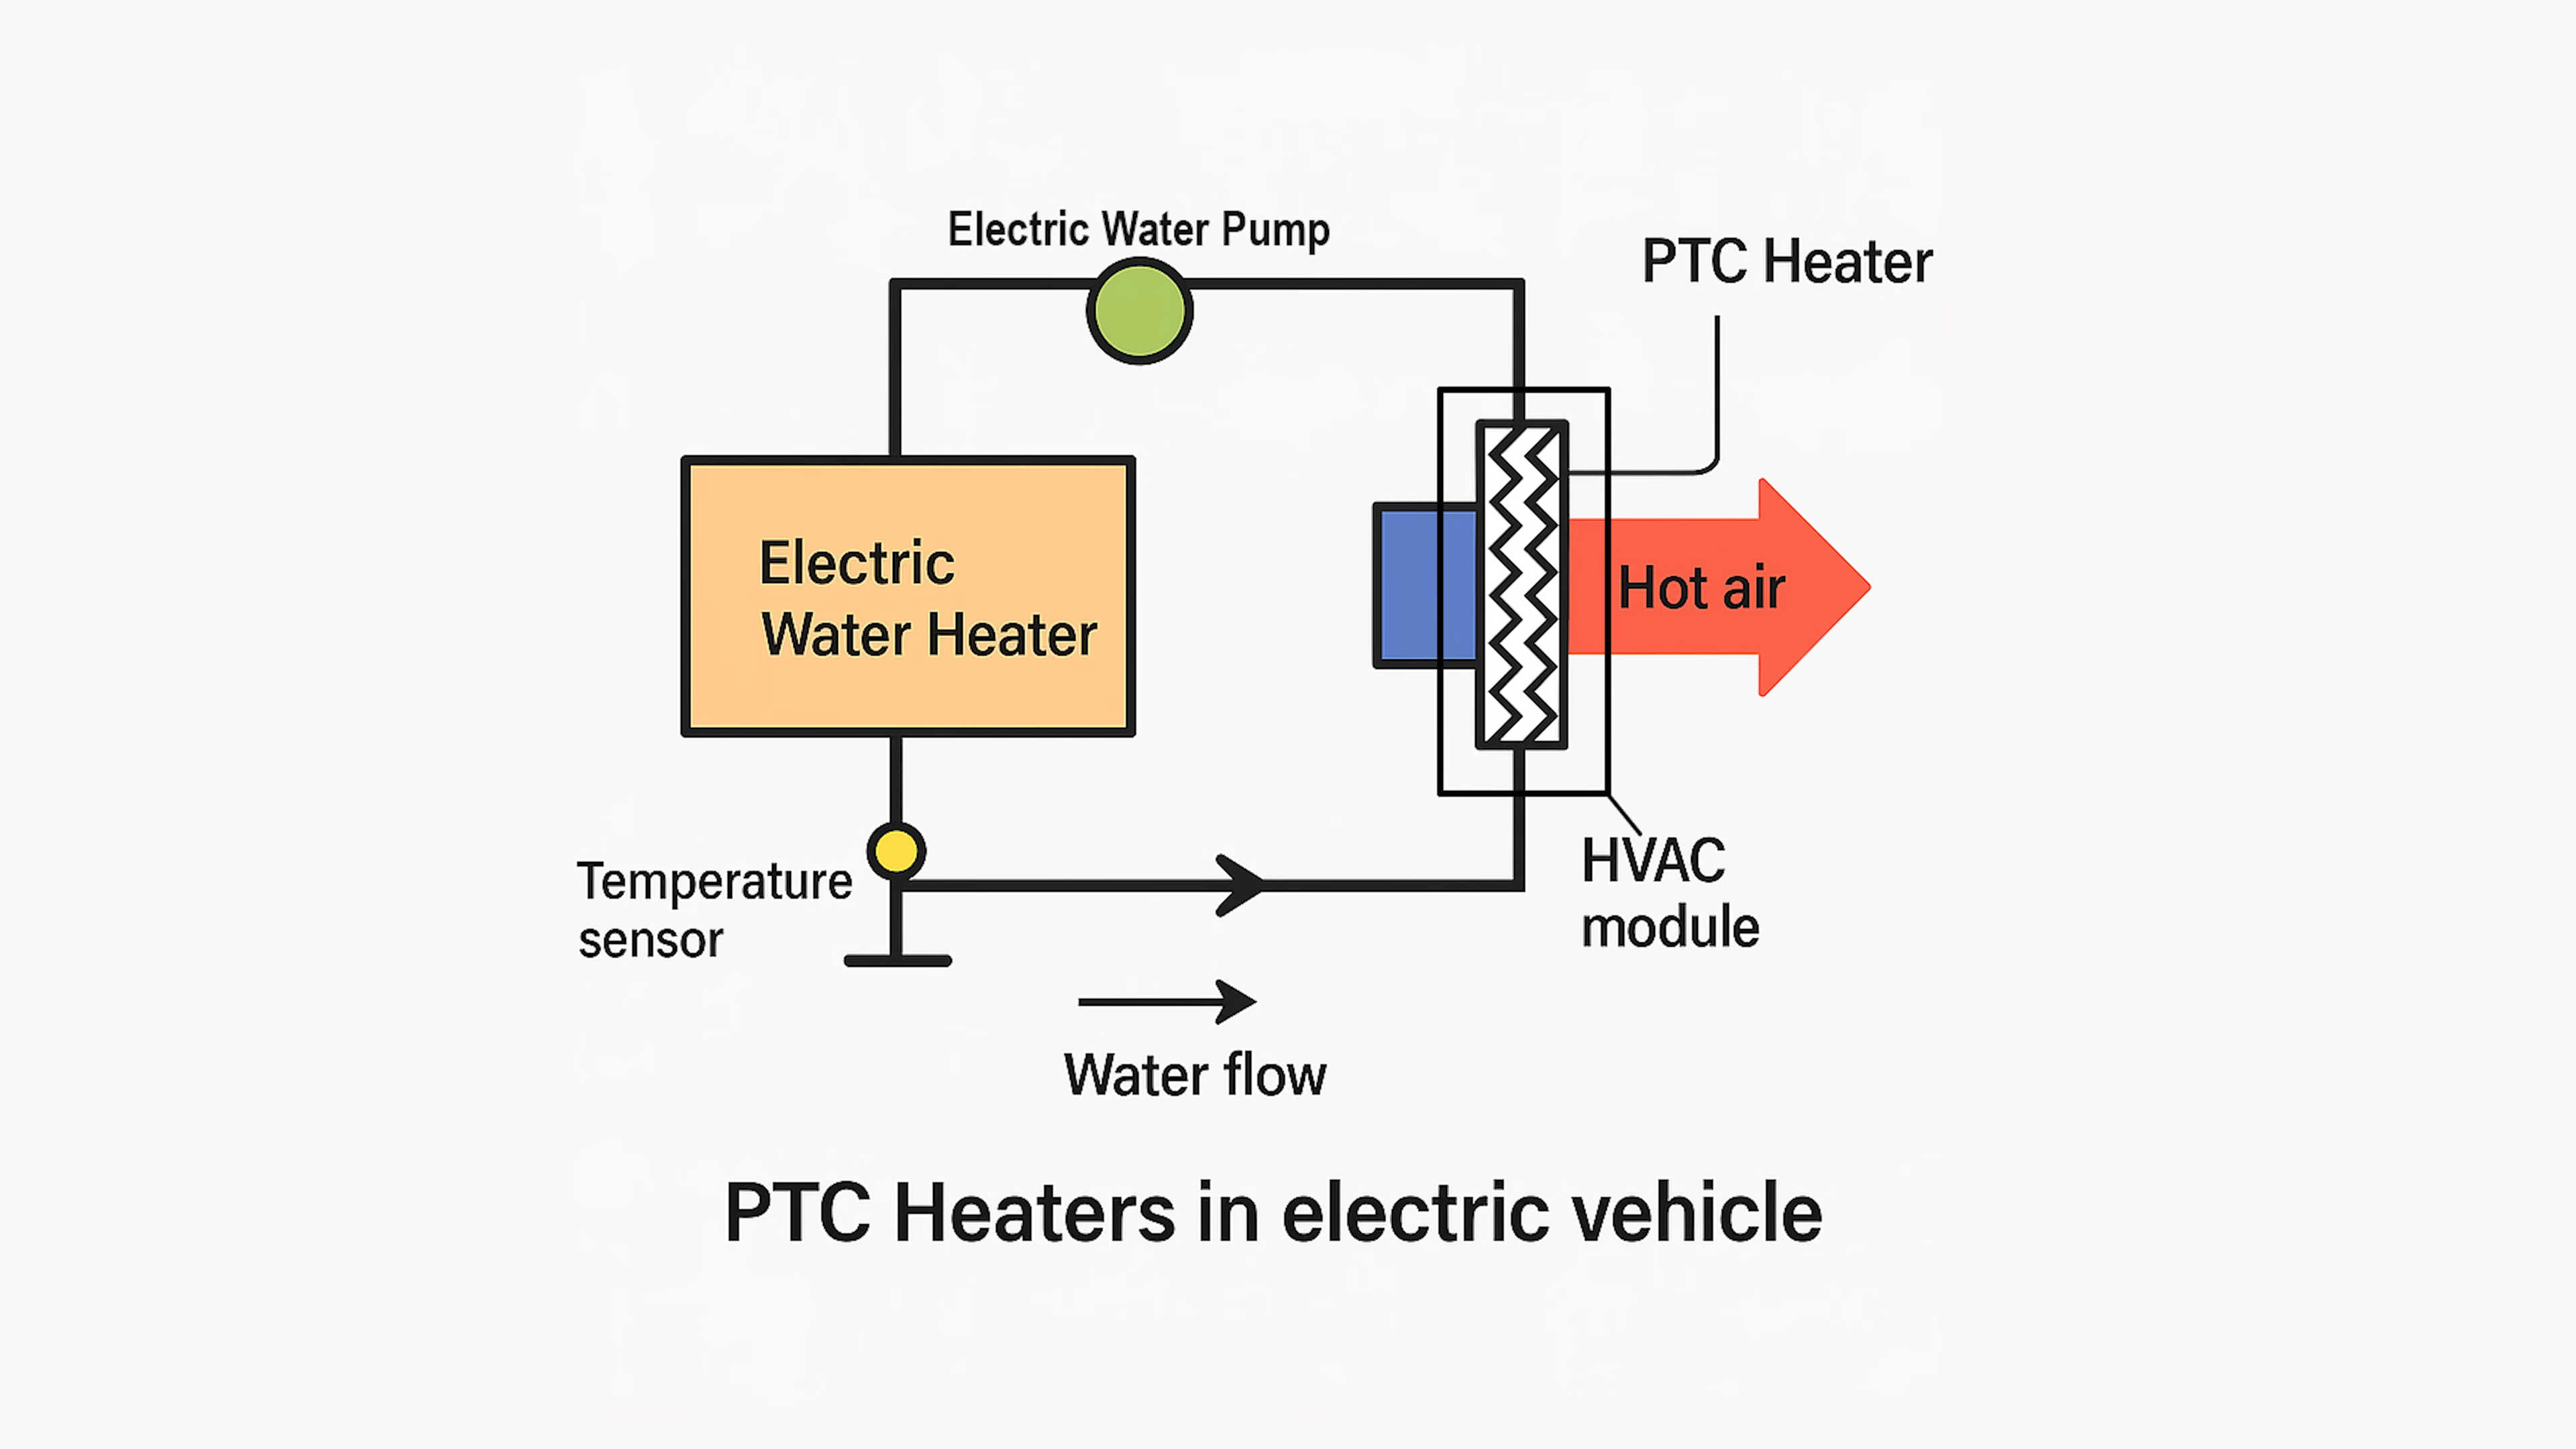 Electric Water Pump
PTC Heater
Electric
Water Heater
Hot air
Temperature
sensor
HVAC
module
Water flow
PTC Heaters in electric vehicle